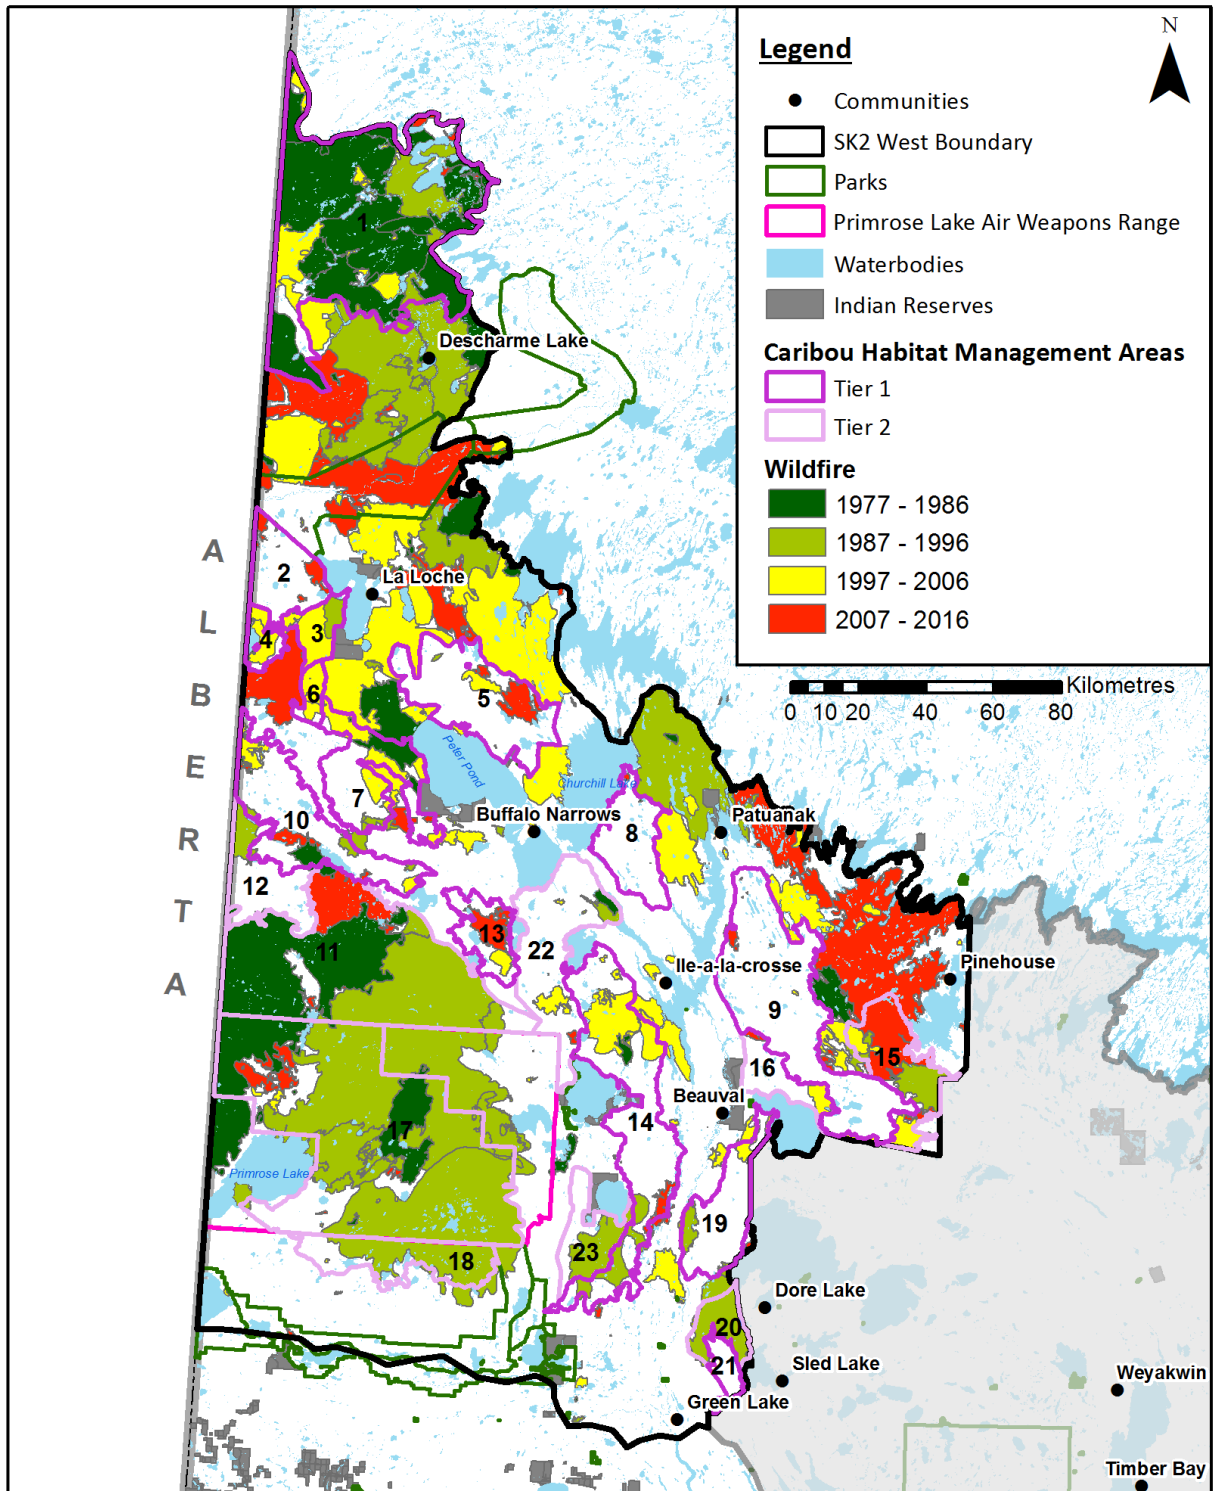 Legend
N
Communities
SK2 West Boundary
Parks
Primrose Lake Air Weapons Range
Waterbodies
Indian Reserves
Caribou Habitat Management Areas
Tier 1
Tier 2
Wildfire
1977 - 1986
1987 - 1996
1997 - 2006
2007 - 2016
Kilometres
0 10 20 40 60 80
1
Descharme Lake
A
L
B
E
R
T
A
2
La Loche
3
4
5
6
Peter Pond
Churchill Lake
7
Buffalo Narrows
8
Patuanak
10
12
11
13
22
Ile-a-la-crosse
Pinehouse
9
15
16
Beauval
14
17
Primrose Lake
19
23
18
Dore Lake
20
21
Sled Lake
Green Lake
Weyakwin
Timber Bay